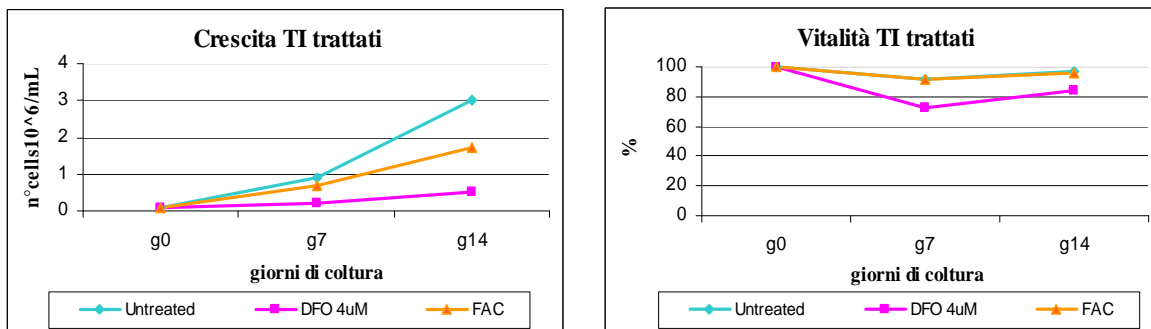 Crescita TI trattati
n°cells10^6/mL
4
3
2
1
0
g0 g7 g14
giorni di coltura
Untreated DFO 4uM FAC
Vitalità TI trattati
%
100
80
60
40
20
0
g0 g7 g14
giorni di coltura
Untreated DFO 4uM FAC